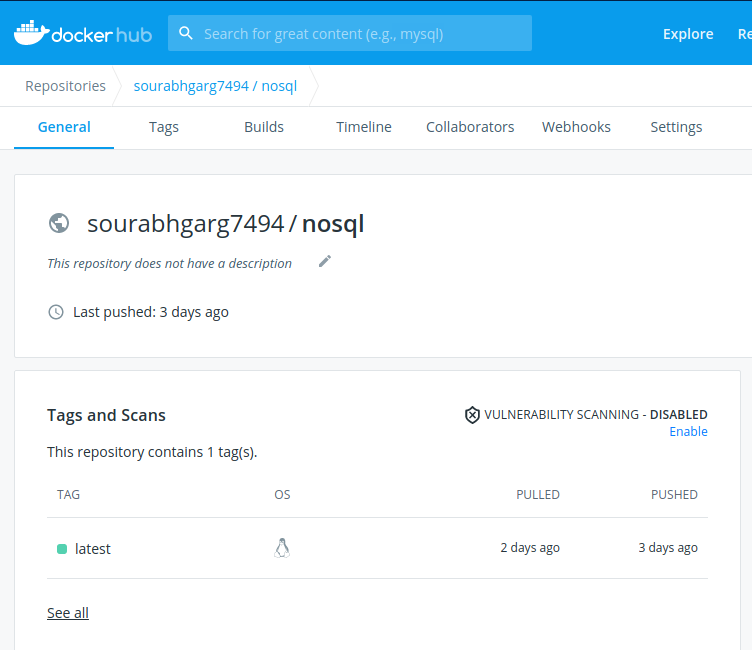 docker hub Search for great content (e.g., mysql) Explore Re
Repositories sourabhgarg7494 / nosql
General Tags Builds Timeline Collaborators Webhooks Settings
sourabhgarg7494 / nosql
This repository does not have a description
Last pushed: 3 days ago
Tags and Scans VULNERABILITY SCANNING - DISABLED
Enable
This repository contains 1 tag(s).
TAG OS PULLED PUSHED
latest 2 days ago 3 days ago
See all